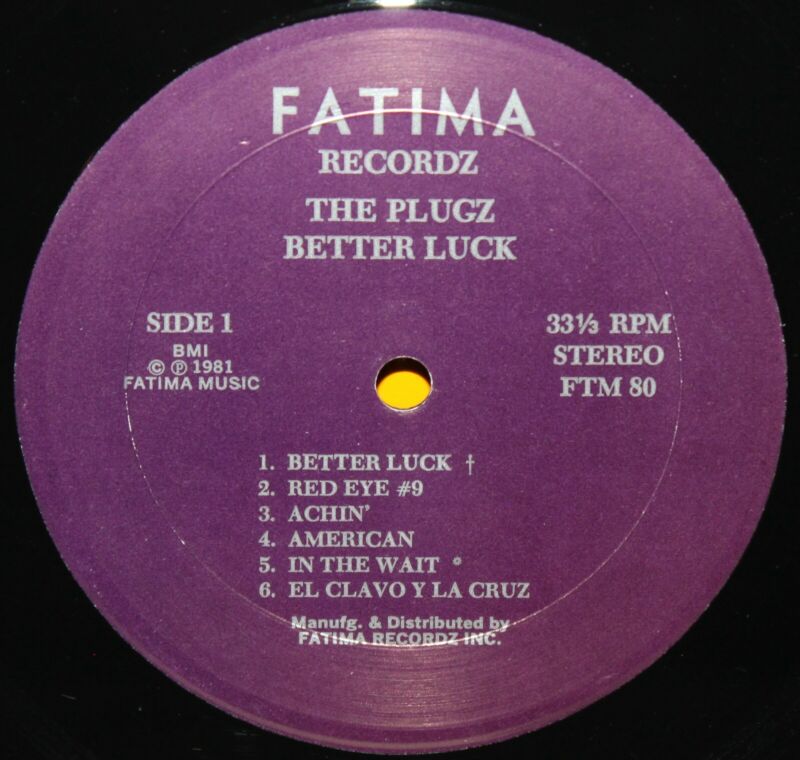 FATIMA
RECORDZ
THE PLUGZ
BETTER LUCK
SIDE 1
BMI
© ℗ 1981
FATIMA MUSIC
33⅓ RPM
STEREO
FTM 80
1. BETTER LUCK †
2. RED EYE #9
3. ACHIN'
4. AMERICAN
5. IN THE WAIT *
6. EL CLAVO Y LA CRUZ
Manufg. & Distributed by
FATIMA RECORDZ INC.